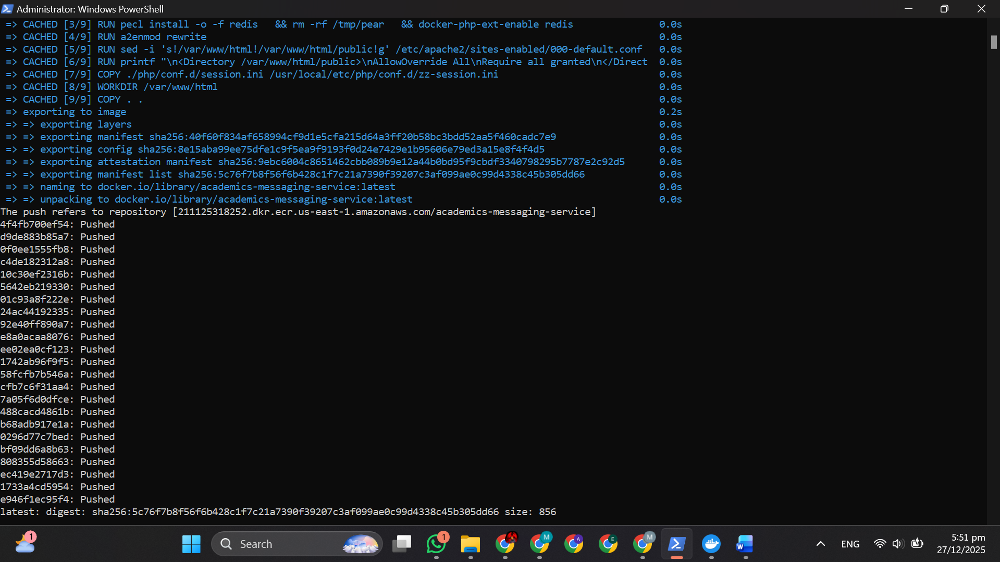 Administrator: Windows PowerShell
=> CACHED [3/9] RUN pecl install -o -f redis   && rm -rf /tmp/pear   && docker-php-ext-enable redis 0.0s
=> CACHED [4/9] RUN a2enmod rewrite 0.0s
=> CACHED [5/9] RUN sed -i 's!/var/www/html!/var/www/html/public!g' /etc/apache2/sites-enabled/000-default.conf 0.0s
=> CACHED [6/9] RUN printf "\n<Directory /var/www/html/public>\nAllowOverride All\nRequire all granted\n</Direct 0.0s
=> CACHED [7/9] COPY ./php/conf.d/session.ini /usr/local/etc/php/conf.d/zz-session.ini 0.0s
=> CACHED [8/9] WORKDIR /var/www/html 0.0s
=> CACHED [9/9] COPY . . 0.0s
=> exporting to image 0.2s
=> => exporting layers 0.0s
=> => exporting manifest sha256:40f60f834af658994cf9d1e5cfa215d64a3ff20b58bc3bdd52aa5f460cadc7e9 0.0s
=> => exporting config sha256:8e15aba99ee75dfe1c9f5ea9f9193f0d24e7429e1b95606e79ed3a15e8f4f4d5 0.0s
=> => exporting attestation manifest sha256:9ebc6004c8651462cbb089b9e12a44b0bd95f9cbdf3340798295b7787e2c92d5 0.0s
=> => exporting manifest list sha256:5c76f7b8f56f6b428c1f7c21a7390f39207c3af099ae0c99d4338c45b305dd66 0.0s
=> => naming to docker.io/library/academics-messaging-service:latest 0.0s
=> => unpacking to docker.io/library/academics-messaging-service:latest 0.0s
The push refers to repository [211125318252.dkr.ecr.us-east-1.amazonaws.com/academics-messaging-service]
4f4fb700ef54: Pushed
d9de883b85a7: Pushed
0f0ee1555fb8: Pushed
c4de182312a8: Pushed
10c30ef2316b: Pushed
5642eb219330: Pushed
01c93a8f222e: Pushed
24ac44192335: Pushed
92e40ff890a7: Pushed
e8a0acaa8076: Pushed
ee02ea0cf123: Pushed
1742ab96f9f5: Pushed
58fcfb7b546a: Pushed
cfb7c6f31aa4: Pushed
7a05f6d0dfce: Pushed
488cacd4861b: Pushed
b68adb917e1a: Pushed
0296d77c7bed: Pushed
bf09dd6a8b63: Pushed
808355d58663: Pushed
ec419e2717d3: Pushed
1733a4cd5954: Pushed
e946f1ec95f4: Pushed
latest: digest: sha256:5c76f7b8f56f6b428c1f7c21a7390f39207c3af099ae0c99d4338c45b305dd66 size: 856
1
Search
1
M
A
E
M
W
ENG
5:51 pm
27/12/2025